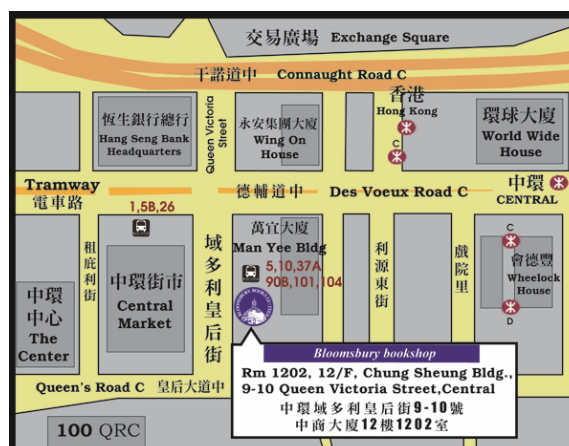 交易廣場 Exchange Square
干諾道中 Connaught Road C
香港
Hong Kong
C
恆生銀行總行
Hang Seng Bank
Headquarters
Queen Victoria
Street
永安集團大廈
Wing On
House
環球大廈
World Wide
House
Tramway
電車路
德輔道中 Des Voeux Road C
中環
CENTRAL
1,5B,26
租庇利街
中環街市
Central
Market
域多利皇后街
萬宜大廈
Man Yee Bldg
5,10,37A
90B,101,104
利源東街
戲院里
C
會德豐
Wheelock
House
D
中環
中心
The
Center
Bloomsbury bookshop
Rm 1202, 12/F, Chung Sheung Bldg.,
9-10 Queen Victoria Street,Central
中環域多利皇后街9-10號
中商大廈12樓1202室
Queen's Road C 皇后大道中
100 QRC